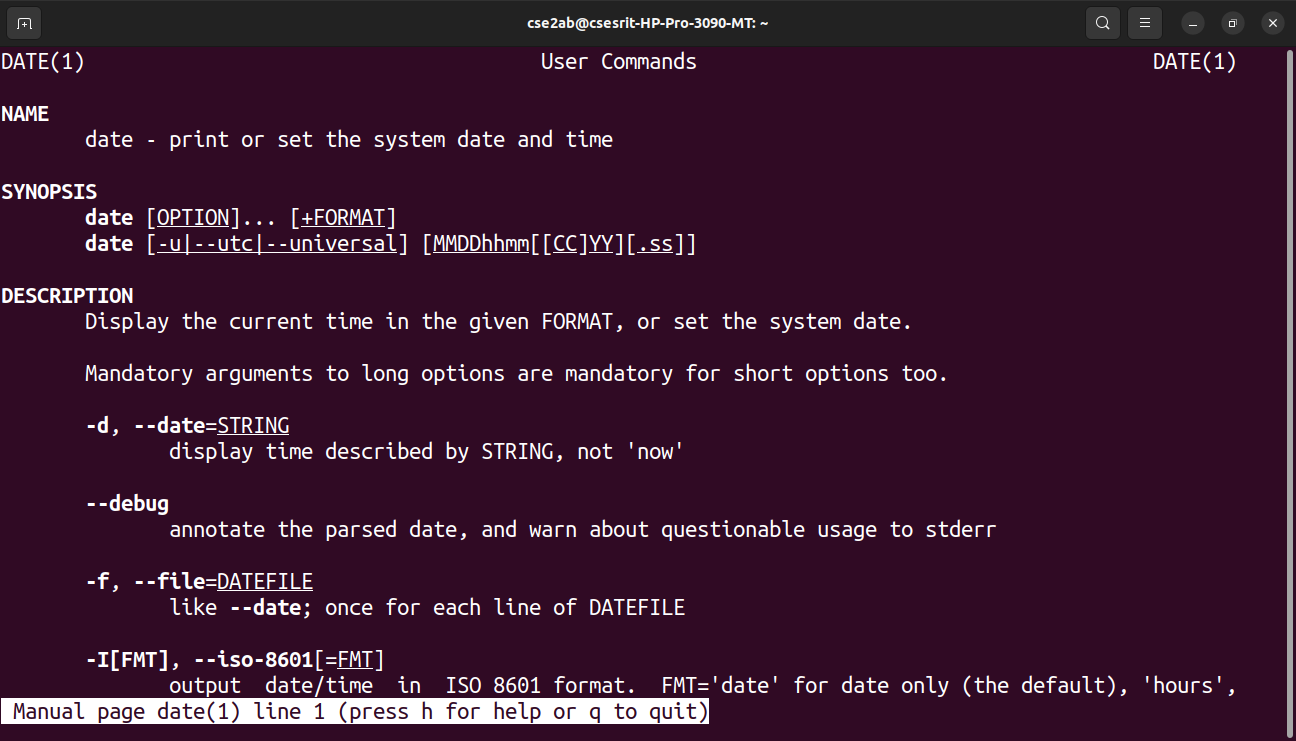 cse2ab@csesrit-HP-Pro-3090-MT: ~
DATE(1) User Commands DATE(1)
NAME
date - print or set the system date and time
SYNOPSIS
date [OPTION]... [+FORMAT]
date [-u|--utc|--universal] [MMDDhhmm[[CC]YY][.ss]]
DESCRIPTION
Display the current time in the given FORMAT, or set the system date.
Mandatory arguments to long options are mandatory for short options too.
-d, --date=STRING
display time described by STRING, not 'now'
--debug
annotate the parsed date, and warn about questionable usage to stderr
-f, --file=DATEFILE
like --date; once for each line of DATEFILE
-I[FMT], --iso-8601[=FMT]
output date/time in ISO 8601 format. FMT='date' for date only (the default), 'hours',
Manual page date(1) line 1 (press h for help or q to quit)